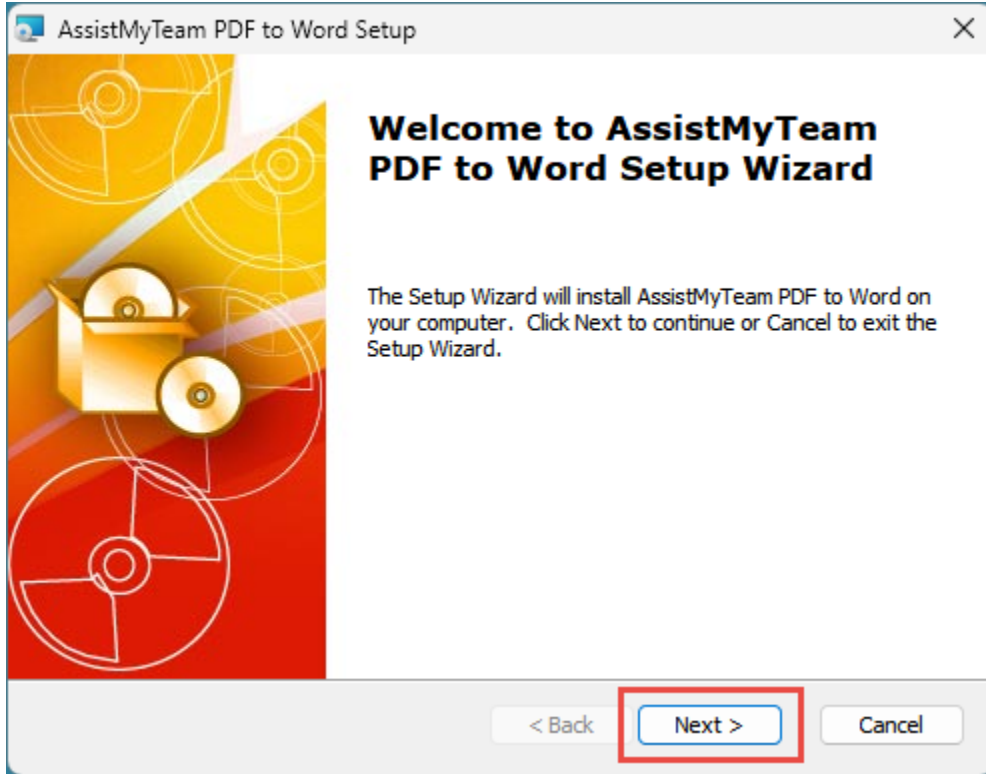 AssistMyTeam PDF to Word Setup
Welcome to AssistMyTeam
PDF to Word Setup Wizard
The Setup Wizard will install AssistMyTeam PDF to Word on
your computer. Click Next to continue or Cancel to exit the
Setup Wizard.
< Back
Next >
Cancel